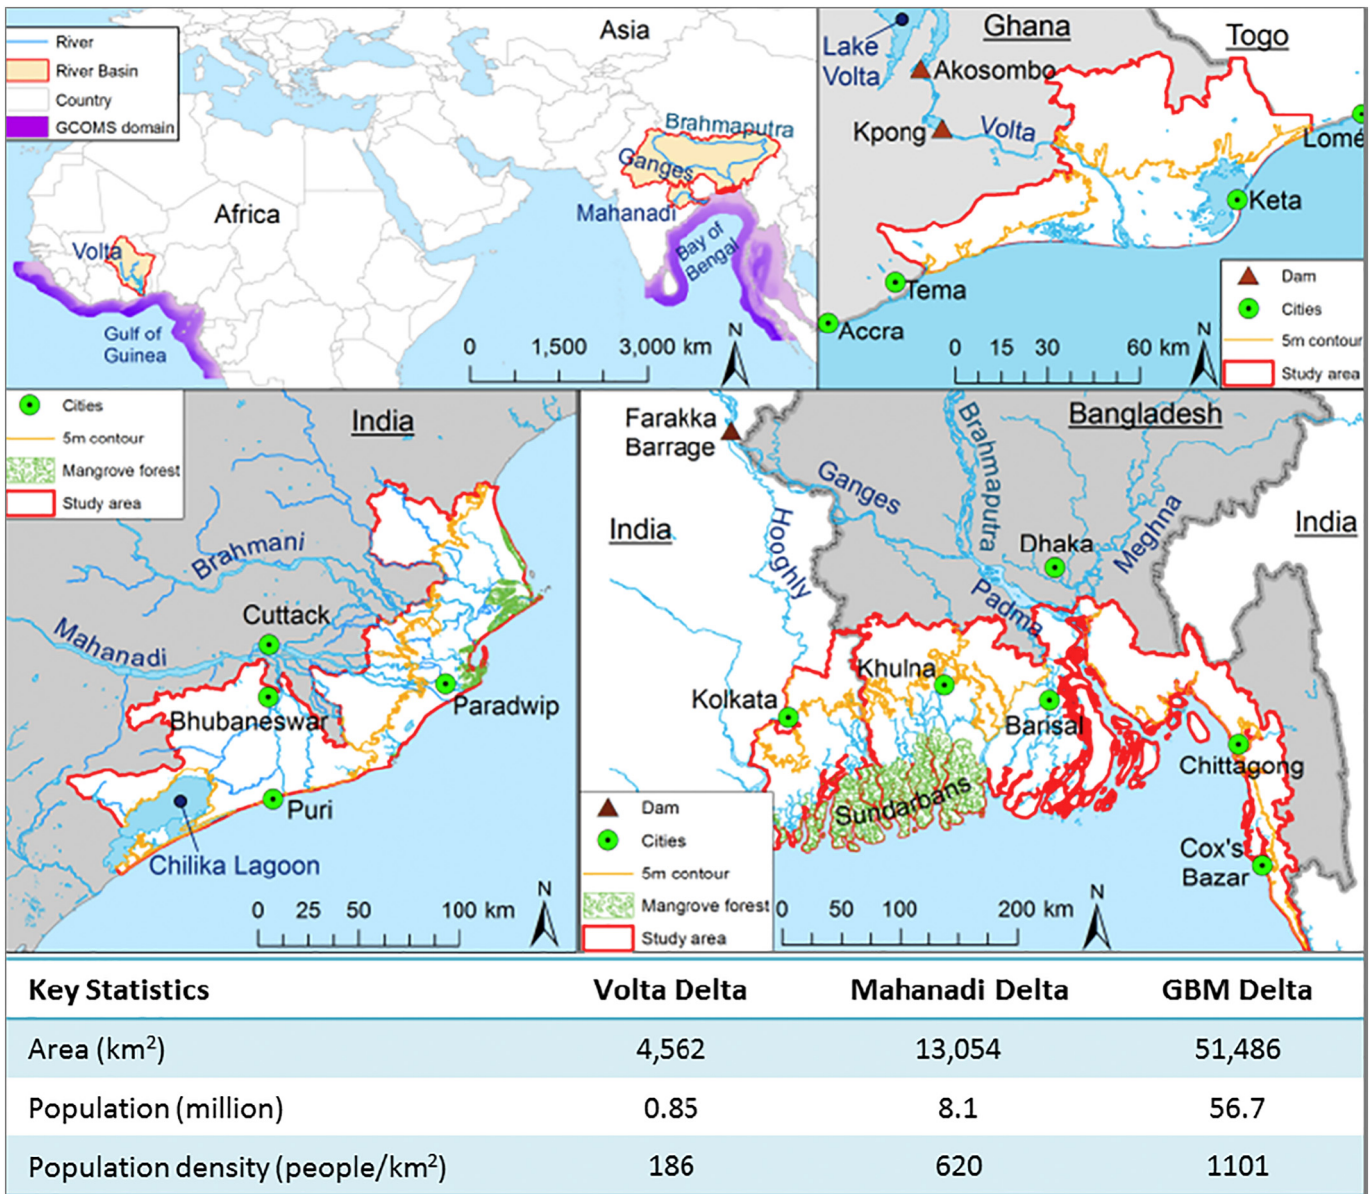 River
River Basin
Country
GCOMS domain
Asia
Africa
Brahmaputra
Ganges
Mahanadi
Bay of
Bengal
Volta
Gulf of
Guinea
0 1,500 3,000 km
N
Ghana
Togo
Lake
Volta
Akosombo
Kpong
Volta
Lomé
Keta
Tema
Accra
0 15 30 60 km
N
Dam
Cities
5m contour
Study area
Cities
5m contour
Mangrove forest
Study area
India
Brahmani
Cuttack
Mahanadi
Bhubaneswar
Paradwip
Puri
Chilika Lagoon
0 25 50 100 km
N
Farakka
Barrage
Bangladesh
Brahmaputra
Ganges
India
Hooghly
Meghna
India
Dhaka
Padma
Khulna
Kolkata
Barisal
Chittagong
Sundarbans
Cox's
Bazar
Dam
Cities
5m contour
Mangrove forest
Study area
0 50 100 200 km
N
Key Statistics Volta Delta Mahanadi Delta GBM Delta
Area (km²) 4,562 13,054 51,486
Population (million) 0.85 8.1 56.7
Population density (people/km²) 186 620 1101